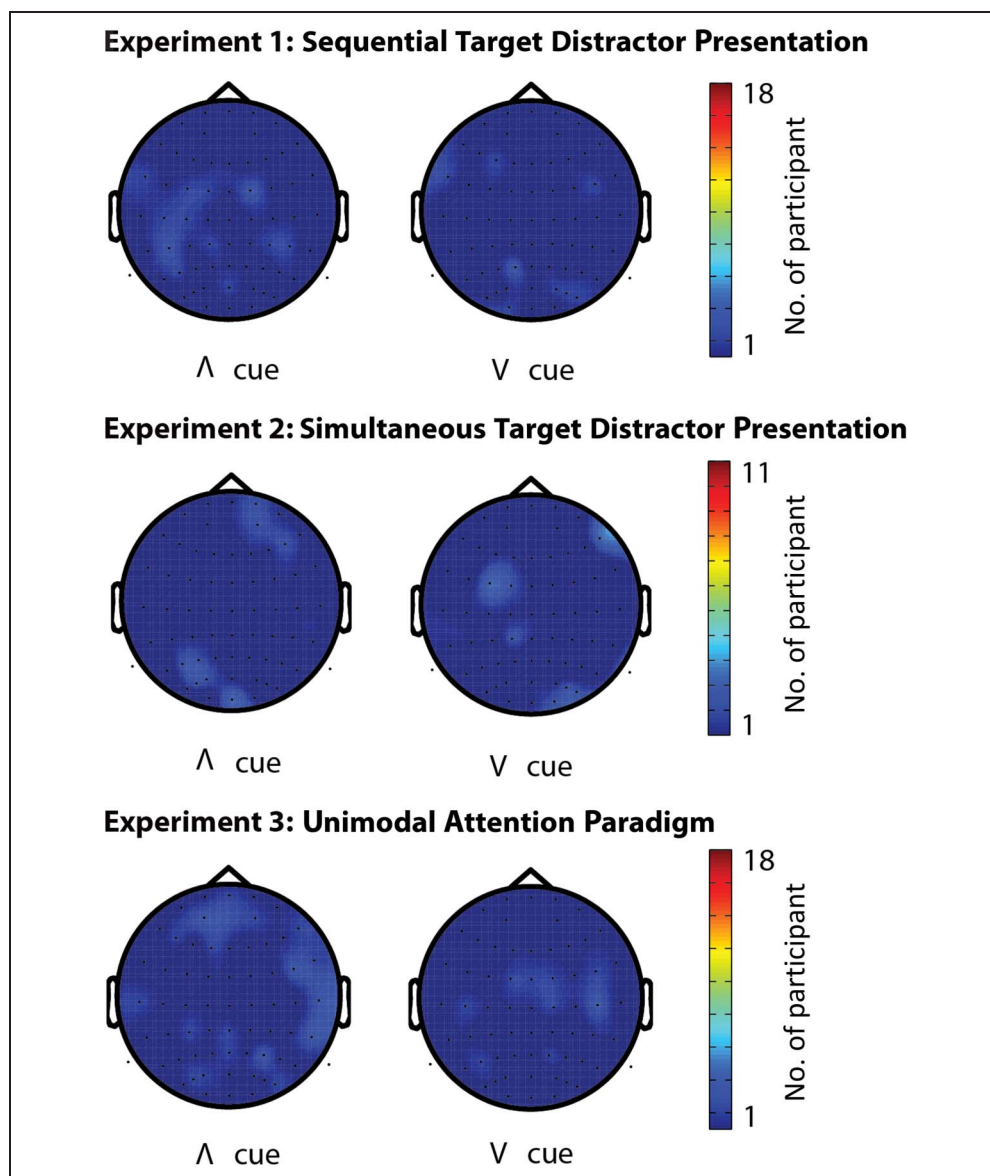 Experiment 1: Sequential Target Distractor Presentation
18
No. of participant
1
Λ cue
V cue
Experiment 2: Simultaneous Target Distractor Presentation
11
No. of participant
1
Λ cue
V cue
Experiment 3: Unimodal Attention Paradigm
18
No. of participant
1
Λ cue
V cue